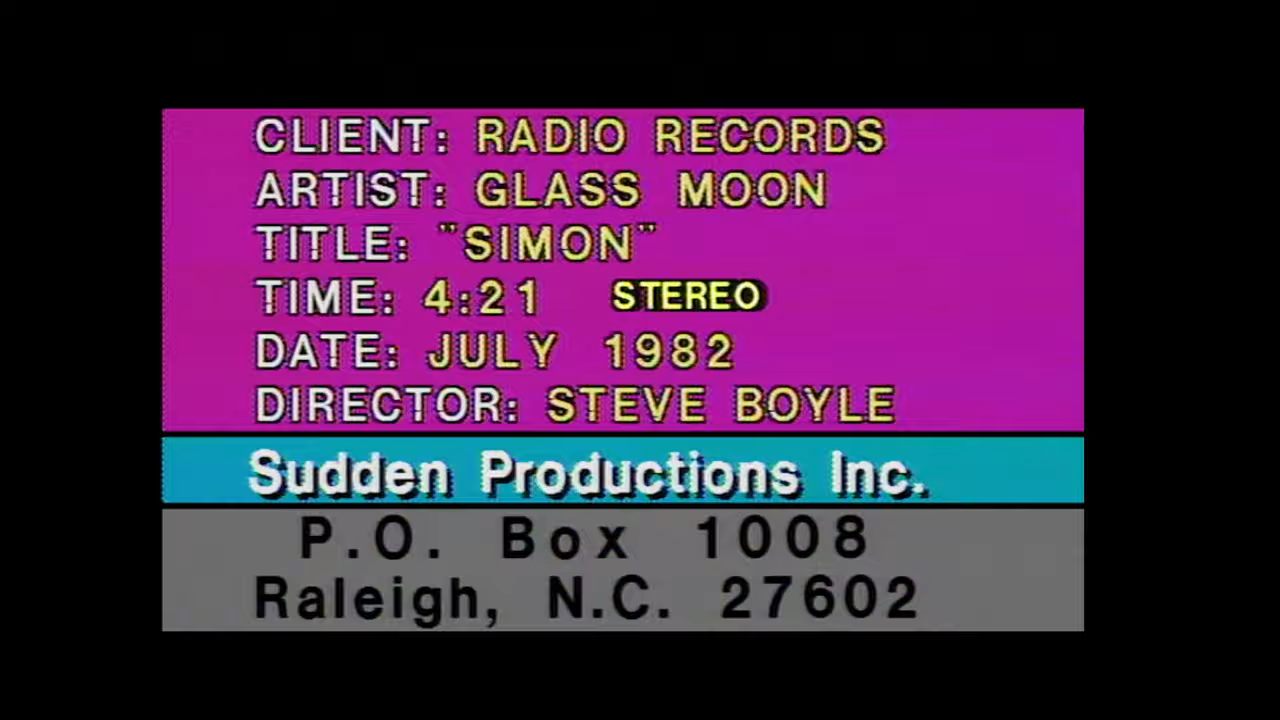 CLIENT: RADIO RECORDS
ARTIST: GLASS MOON
TITLE: "SIMON"
TIME: 4:21 STEREO
DATE: JULY 1982
DIRECTOR: STEVE BOYLE
Sudden Productions Inc.
P.O. Box 1008
Raleigh, N.C. 27602